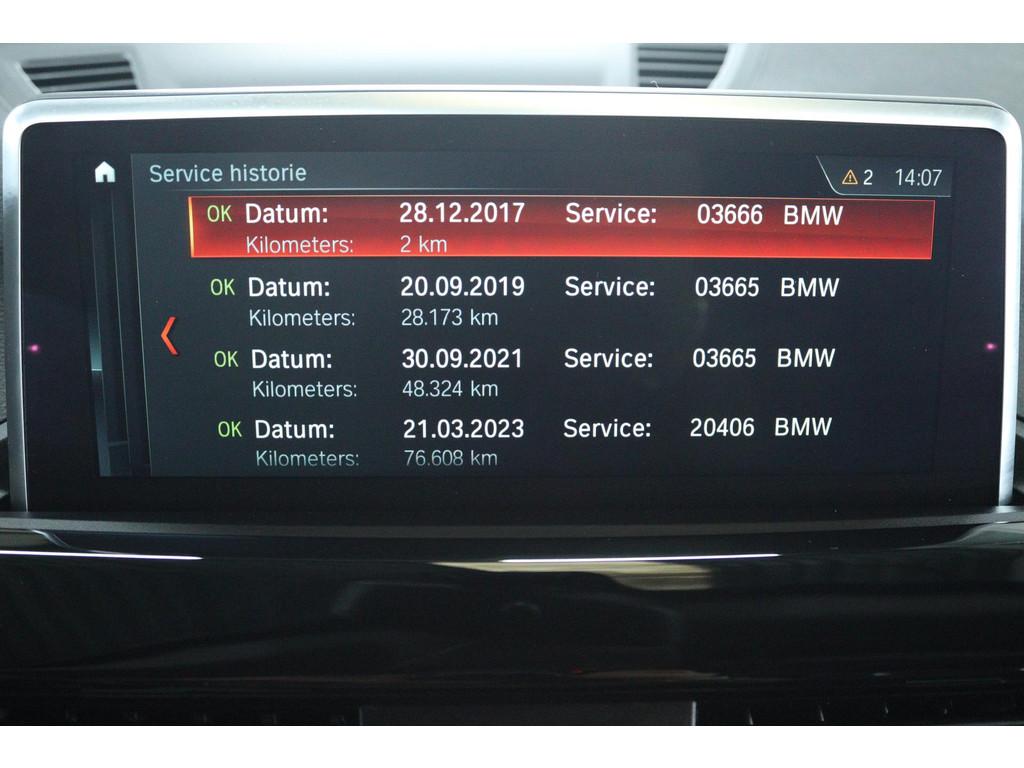 Service historie
2 14:07
OK Datum: 28.12.2017 Service: 03666 BMW
Kilometers: 2 km
OK Datum: 20.09.2019 Service: 03665 BMW
Kilometers: 28.173 km
OK Datum: 30.09.2021 Service: 03665 BMW
Kilometers: 48.324 km
OK Datum: 21.03.2023 Service: 20406 BMW
Kilometers: 76.608 km